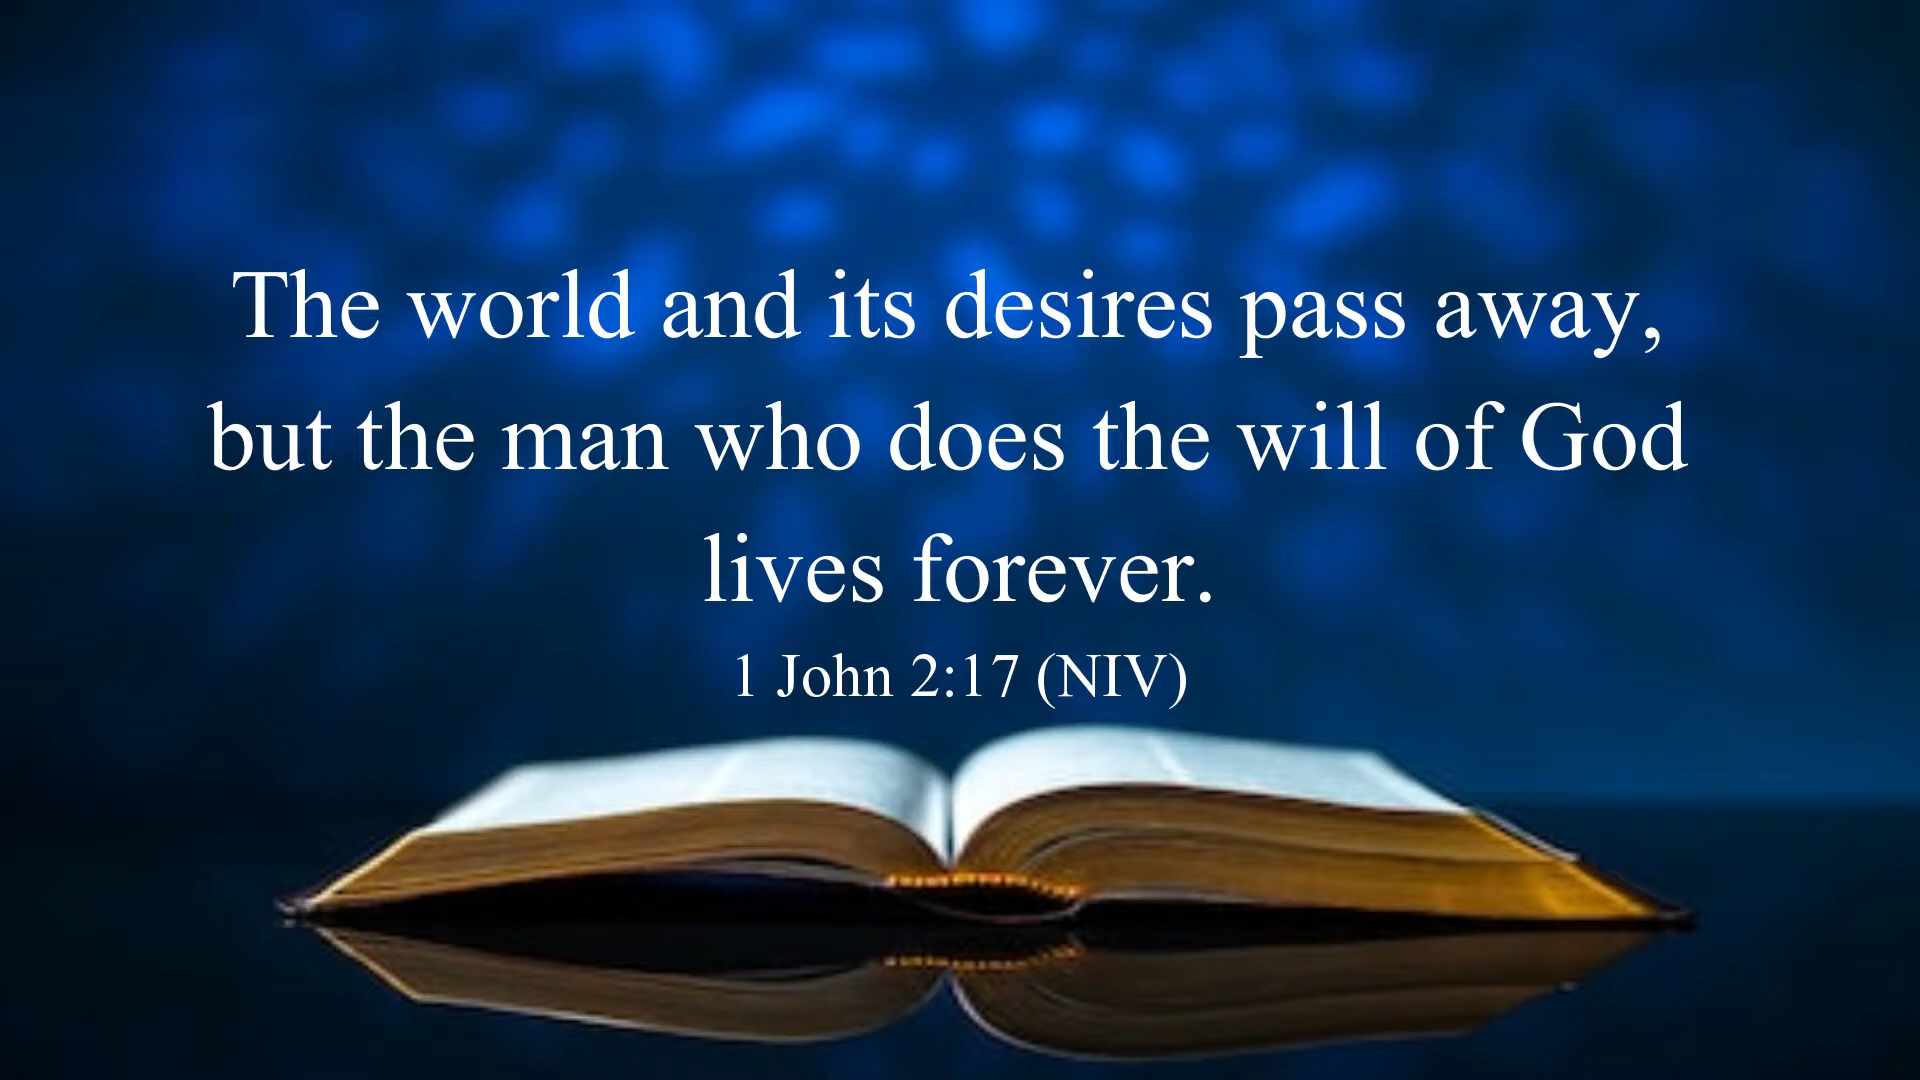 The world and its desires pass away,
but the man who does the will of God
lives forever.
1 John 2:17 (NIV)